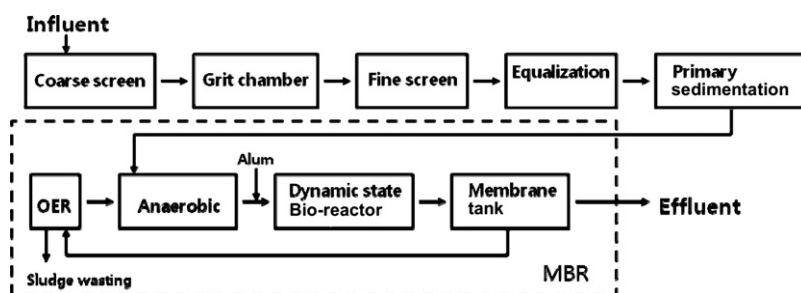 Influent
Coarse screen
Grit chamber
Fine screen
Equalization
Primary
sedimentation
OER
Anaerobic
Alum
Dynamic state
Bio-reactor
Membrane
tank
Effluent
Sludge wasting
MBR